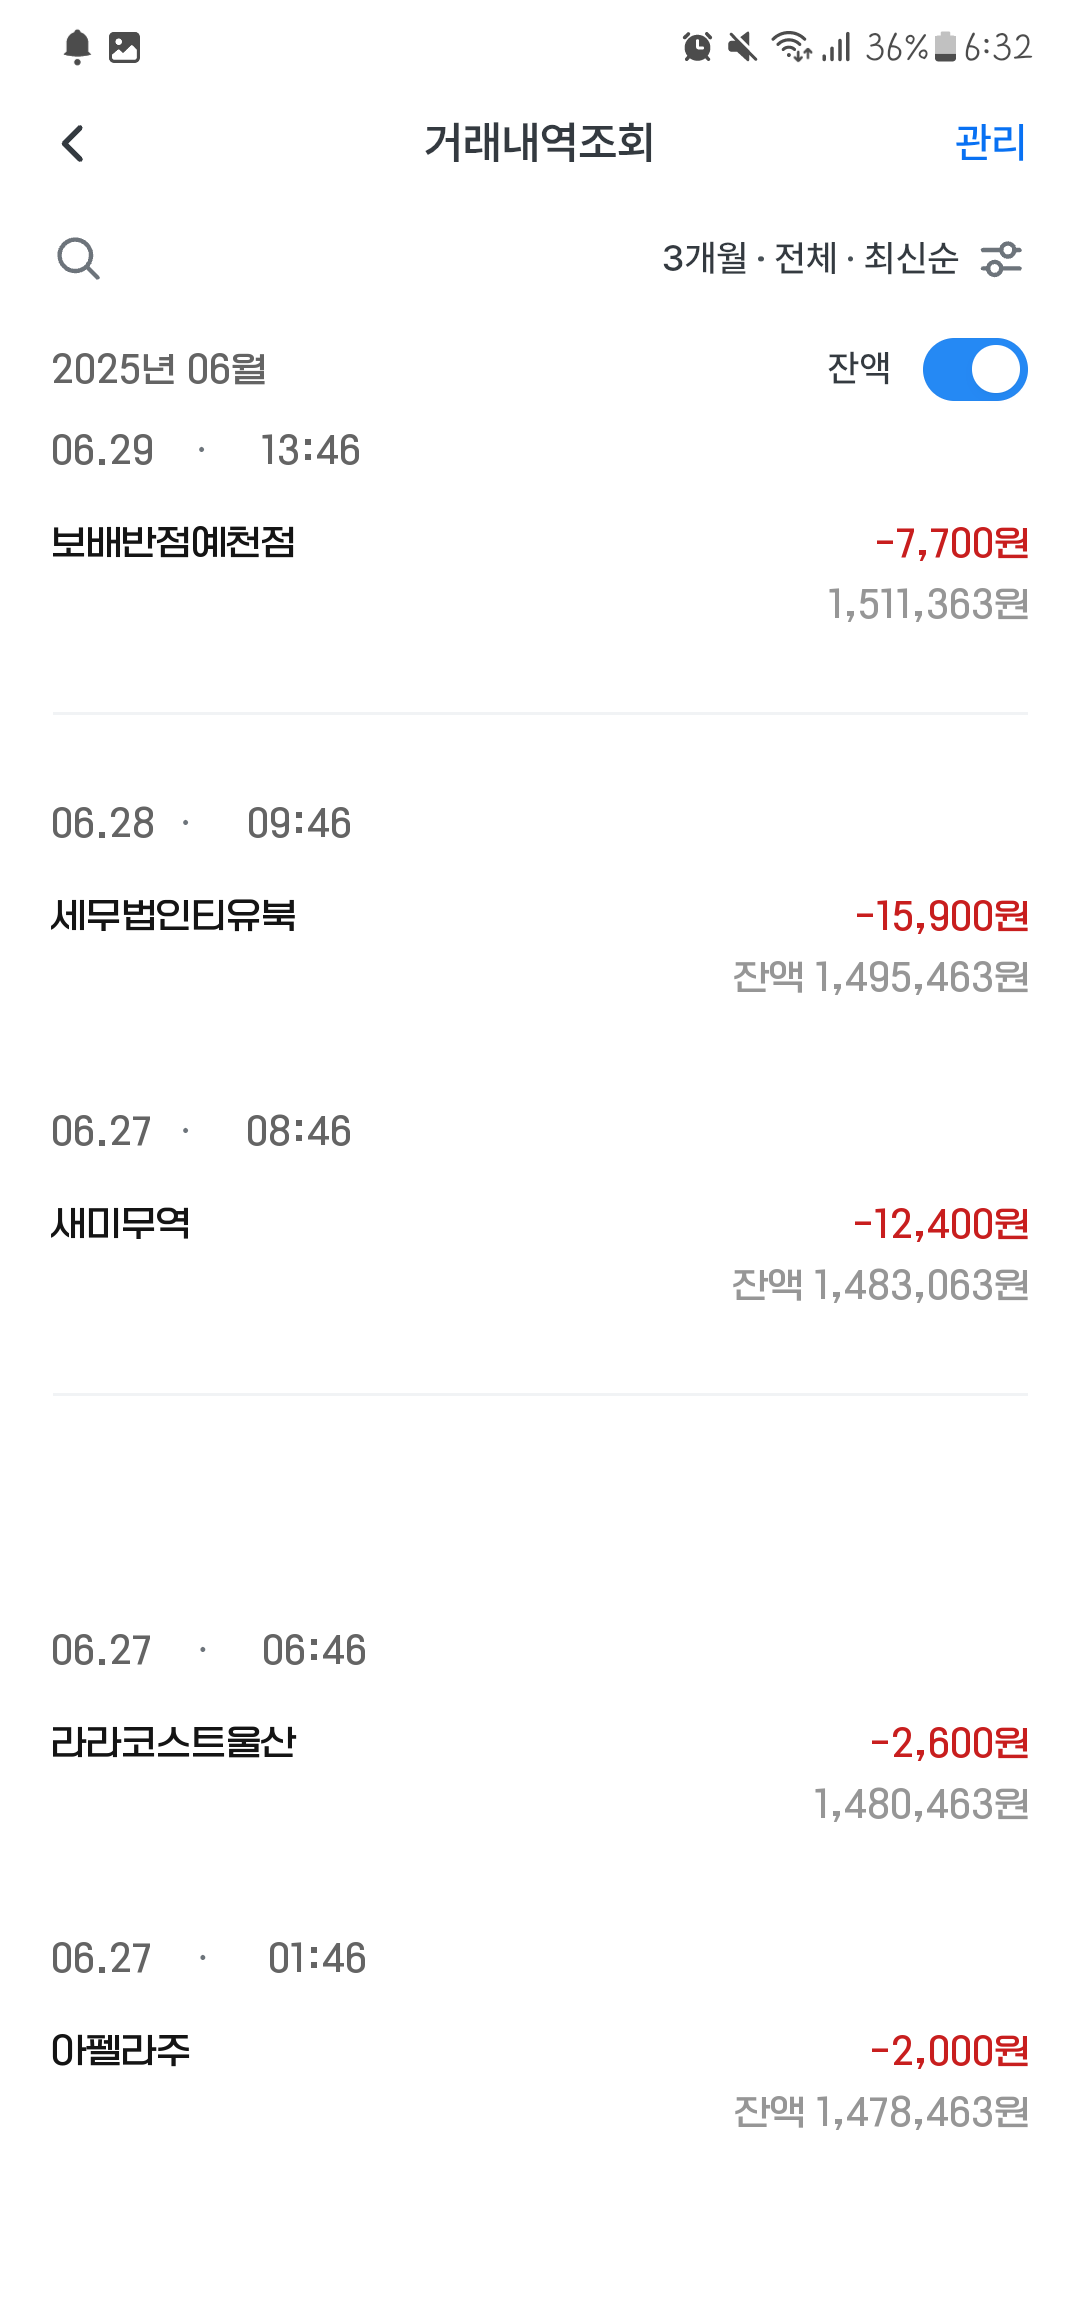 36% 6:32
거래내역조회 관리
3개월 · 전체 · 최신순
2025년 06월 잔액
06.29 · 13:46
보배반점예천점 -7,700원
1,511,363원
06.28 · 09:46
세무법인티유북 -15,900원
잔액 1,495,463원
06.27 · 08:46
새미무역 -12,400원
잔액 1,483,063원
06.27 · 06:46
라라코스트울산 -2,600원
1,480,463원
06.27 · 01:46
아펠라주 -2,000원
잔액 1,478,463원